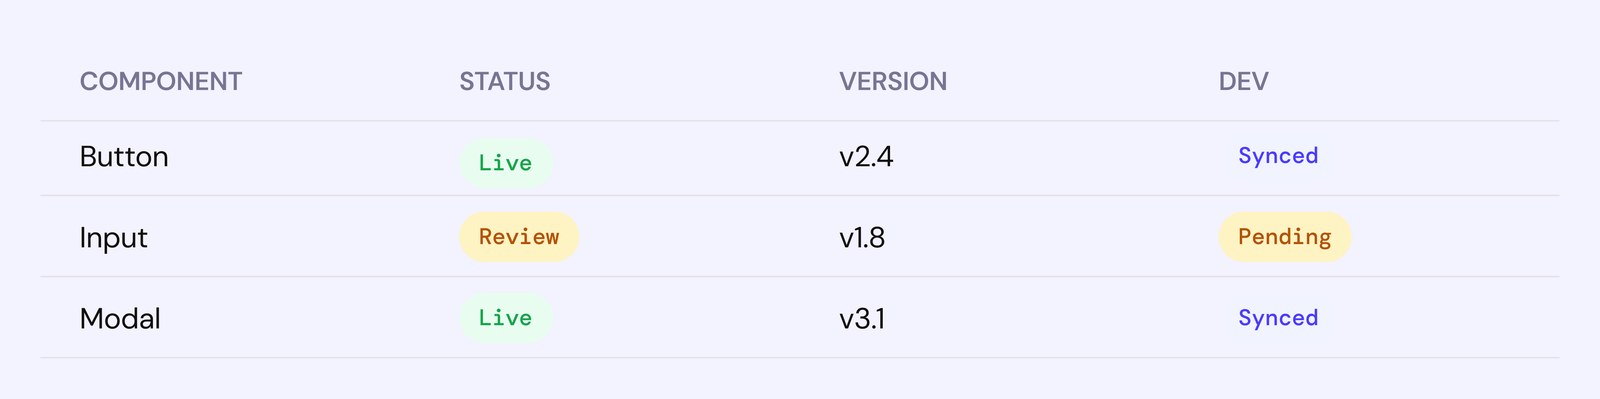 COMPONENT STATUS VERSION DEV
Button Live v2.4 Synced
Input Review v1.8 Pending
Modal Live v3.1 Synced